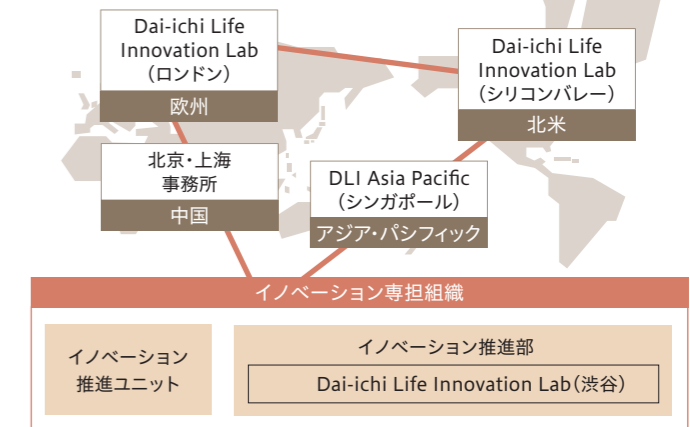 Dai-ichi Life
Innovation Lab
（ロンドン）
欧州
Dai-ichi Life
Innovation Lab
（シリコンバレー）
北米
北京・上海
事務所
中国
DLI Asia Pacific
（シンガポール）
アジア・パシフィック
イノベーション専担組織
イノベーション
推進ユニット
イノベーション推進部
Dai-ichi Life Innovation Lab（渋谷）